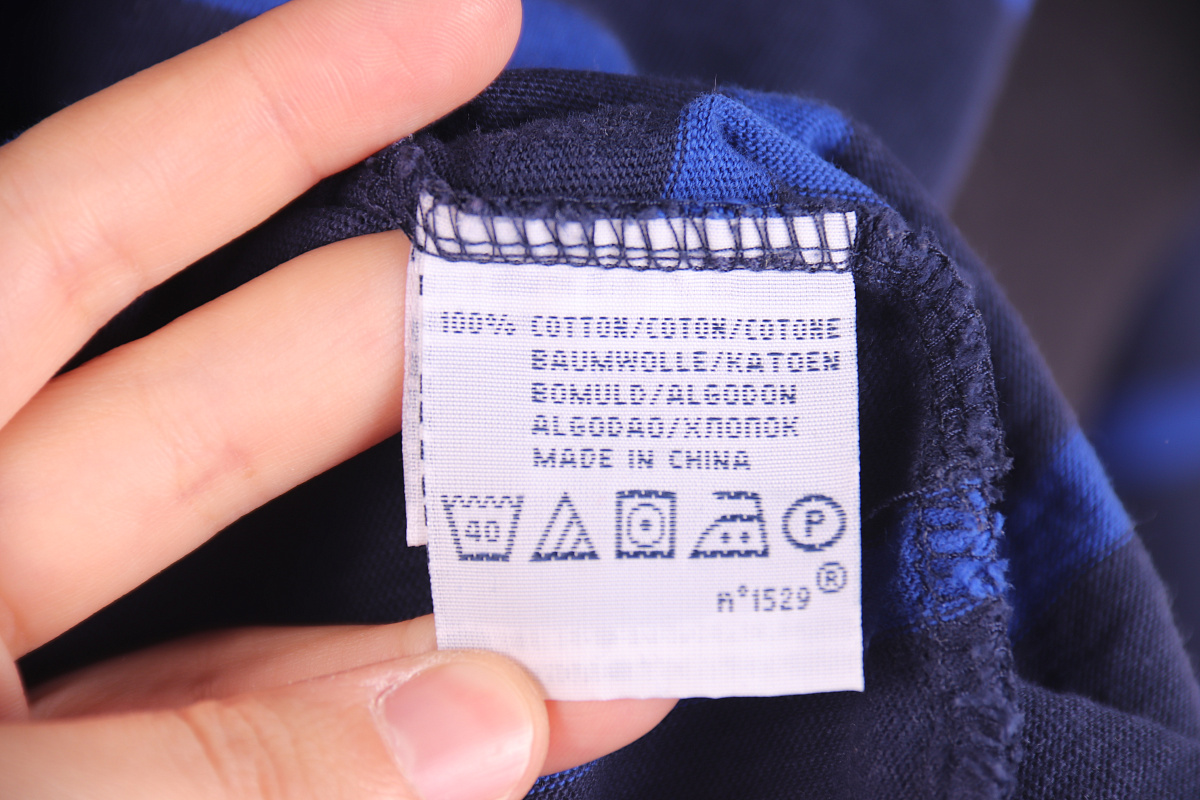 100% COTTON/COTON/COTONE
BAUMWOLLE/KATOEN
BOMULD/ALGODON
ALGODAO/ХЛОПОК
MADE IN CHINA
40
P
n°1529®